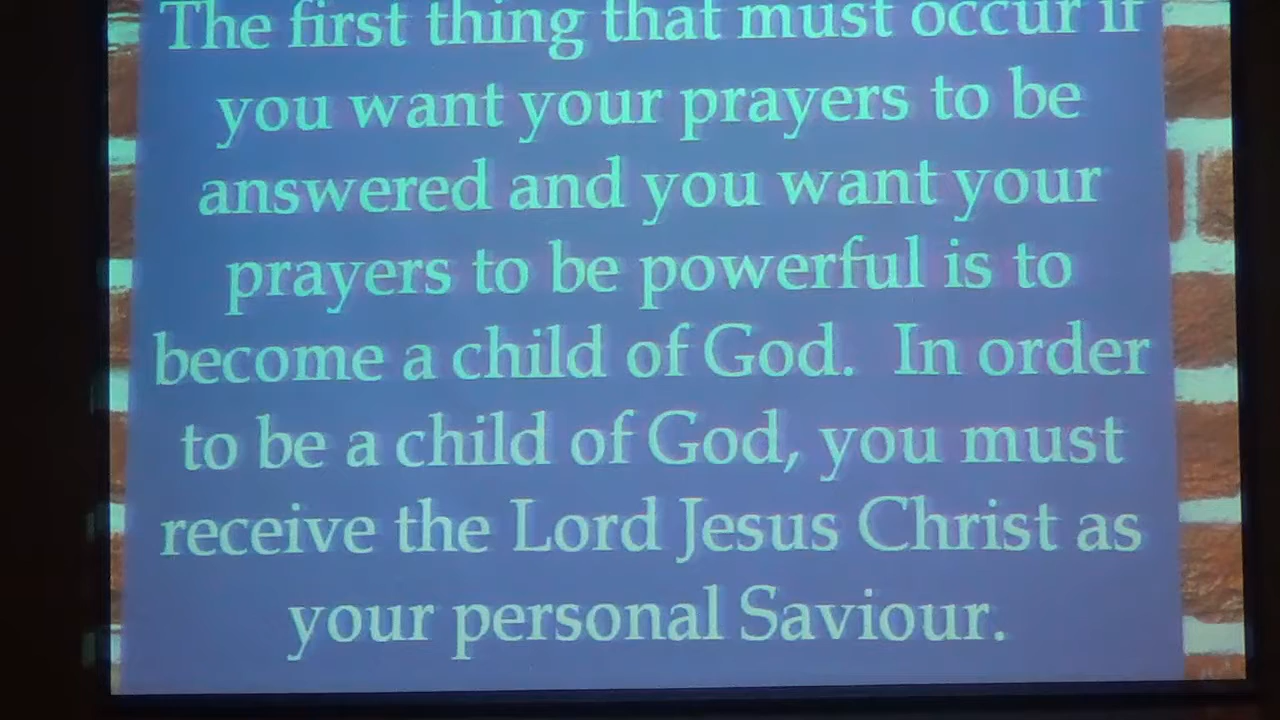 The first thing that must occur if
you want your prayers to be
answered and you want your
prayers to be powerful is to
become a child of God.  In order
to be a child of God, you must
receive the Lord Jesus Christ as
your personal Saviour.